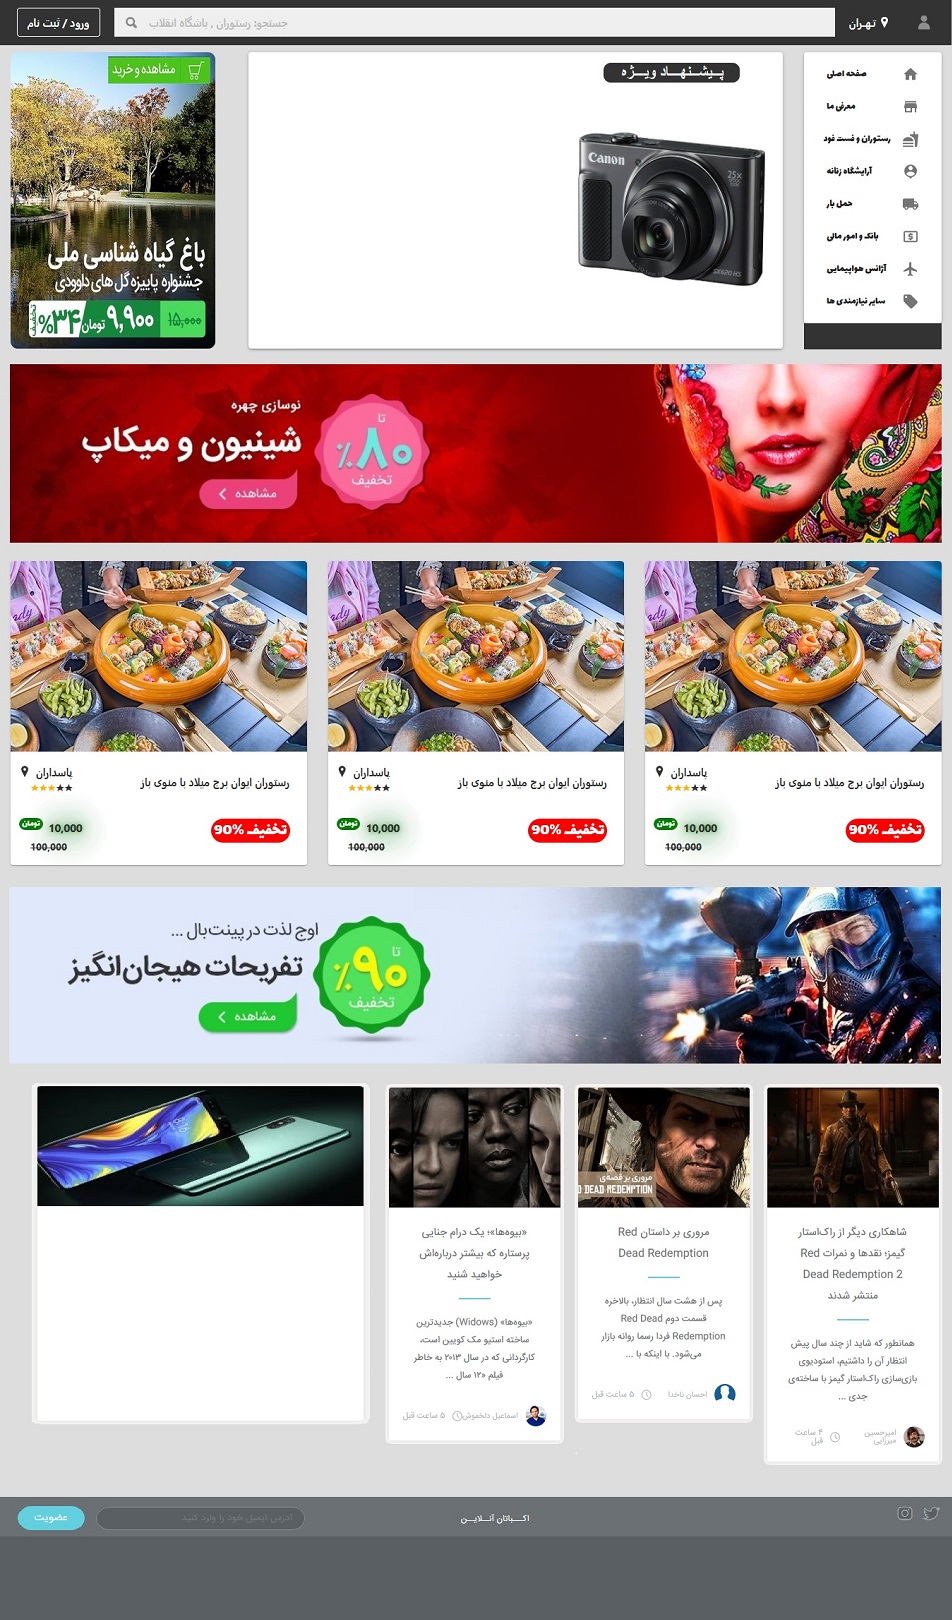 تهران
جستجو: رستوران , باشگاه انقلاب
ورود / ثبت نام
صفحه اصلی
معرفی ما
رستوران و فست فود
آرایشگاه زنانه
حمل بار
بانک و امور مالی
آژانس هواپیمایی
سایر نیازمندی ها
پـیـشـنـهـاد ویـژه
Canon
25x
SX620 HS
مشاهده و خرید
باغ گیاه شناسی ملی
جشنواره پاییزه گل های داوودی
۱۵,۰۰۰
۹,۹۰۰ تومان
۳۴% تخفیف
نوسازی چهره
شینیون و میکاپ
مشاهده
تا
۸۰٪
تخفیف
رستوران ایوان برج میلاد با منوی باز
پاسداران
تخفیف 90%
10,000 تومان
100,000
رستوران ایوان برج میلاد با منوی باز
پاسداران
تخفیف 90%
10,000 تومان
100,000
رستوران ایوان برج میلاد با منوی باز
پاسداران
تخفیف 90%
10,000 تومان
100,000
اوج لذت در پینت‌بال ...
تفریحات هیجان‌انگیز
مشاهده
تا
۹۰٪
تخفیف
شاهکاری دیگر از راک‌استار
گیمز؛ نقدها و نمرات Red
Dead Redemption 2
منتشر شدند
همانطور که شاید از چند سال پیش
انتظار آن را داشتیم، استودیوی
بازی‌سازی راک‌استار گیمز با ساخته‌ی
جدی ...
امیرحسین
میرزایی
۴ ساعت
قبل
مروری بر قصه‌ی
D DEAD REDEMPTION
مروری بر داستان Red
Dead Redemption
پس از هشت سال انتظار، بالاخره
قسمت دوم Red Dead
Redemption فردا رسما روانه بازار
می‌شود. با اینکه با ...
احسان ناخدا
۵ ساعت قبل
«بیوه‌ها»؛ یک درام جنایی
پرستاره که بیشتر درباره‌اش
خواهید شنید
«بیوه‌ها» (Widows) جدیدترین
ساخته استیو مک کویین است،
کارگردانی که در سال ۲۰۱۳ به خاطر
فیلم «۱۲ سال ...
اسماعیل دلخموش
۵ ساعت قبل
اکـــباتان آنـــلایـــن
آدرس ایمیل خود را وارد کنید
عضویت